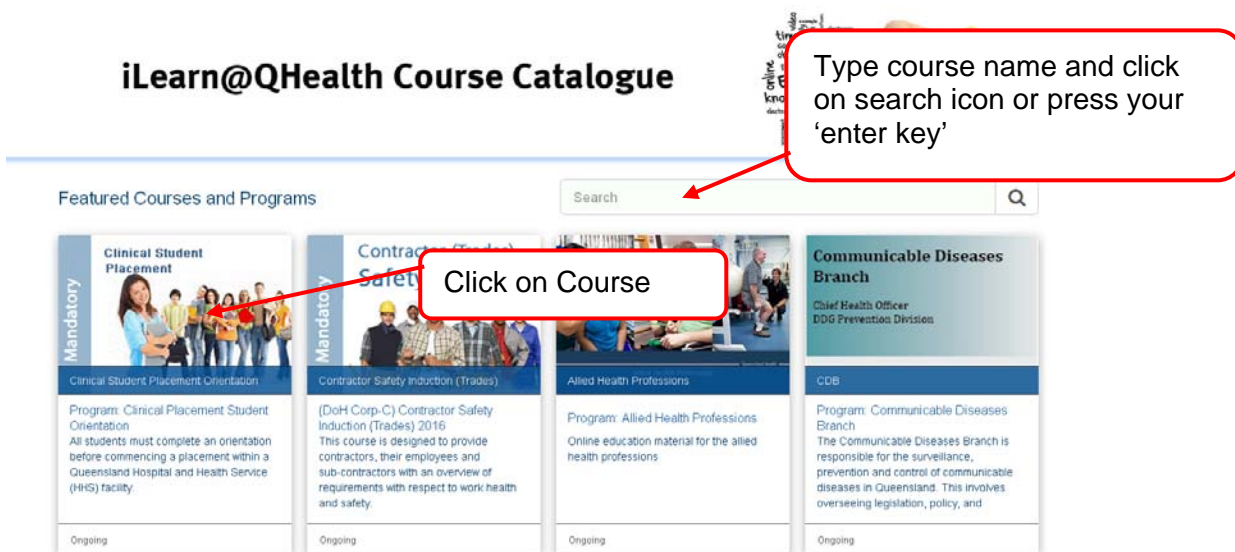 iLearn@QHealth Course Catalogue
video
online
Type course name and click
on search icon or press your
‘enter key’
Featured Courses and Programs
Search
Mandatory
Clinical Student
Placement
Clinical Student Placement Orientation
Program: Clinical Placement Student
Orientation
All students must complete an orientation
before commencing a placement within a
Queensland Hospital and Health Service
(HHS) facility.
Ongoing
Click on Course
Mandatory
Contractor (Trades)
Safety
Contractor Safety Induction (Trades)
(DoH Corp-C) Contractor Safety
Induction (Trades) 2016
This course is designed to provide
contractors, their employees and
sub-contractors with an overview of
requirements with respect to work health
and safety.
Ongoing
Allied Health Professions
Program: Allied Health Professions
Online education material for the allied
health professions
Ongoing
Communicable Diseases
Branch
Chief Health Officer
DDG Prevention Division
CDB
Program: Communicable Diseases
Branch
The Communicable Diseases Branch is
responsible for the surveillance,
prevention and control of communicable
diseases in Queensland. This involves
overseeing legislation, policy, and
Ongoing